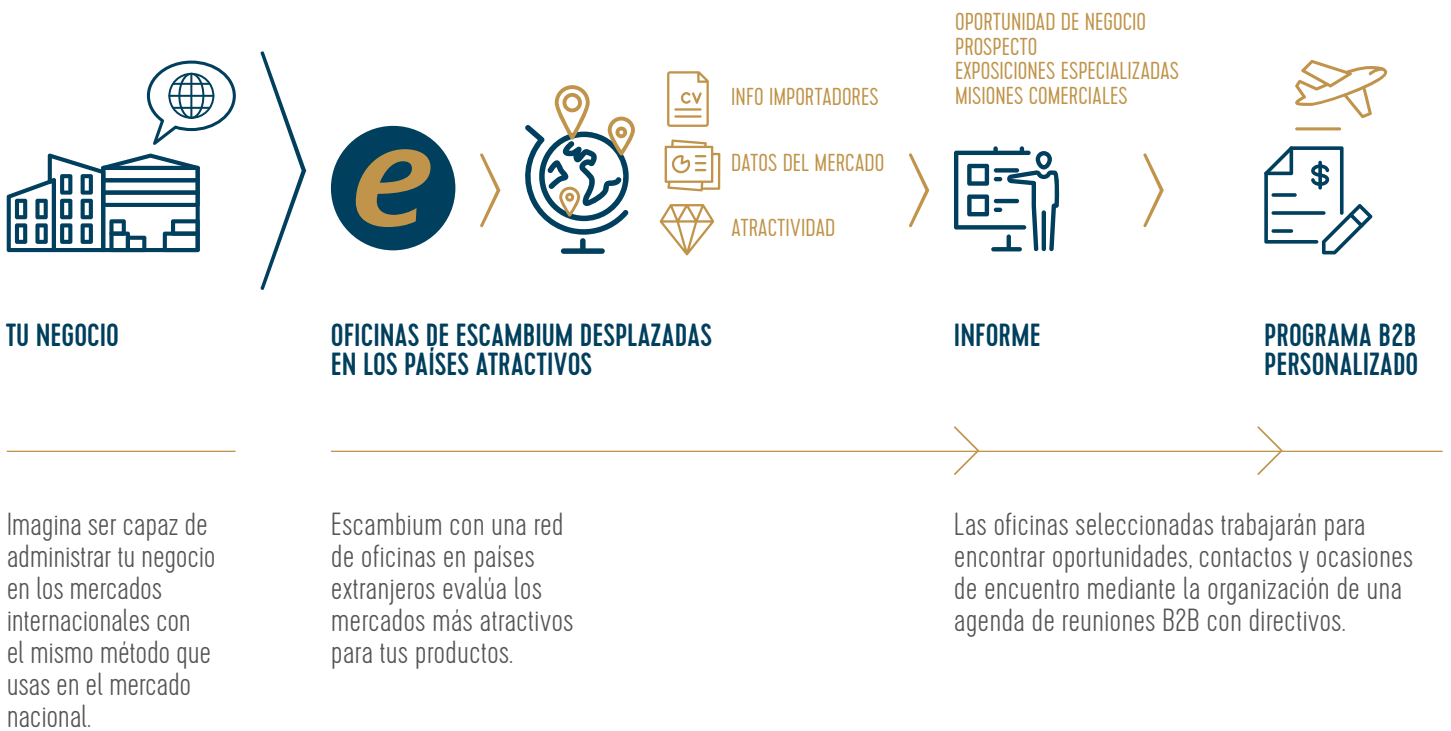 OPORTUNIDAD DE NEGOCIO
PROSPECTO
EXPOSICIONES ESPECIALIZADAS
MISIONES COMERCIALES
e
CV
INFO IMPORTADORES
DATOS DEL MERCADO
ATRACTIVIDAD
$
TU NEGOCIO
OFICINAS DE ESCAMBIUM DESPLAZADAS
EN LOS PAÍSES ATRACTIVOS
INFORME
PROGRAMA B2B
PERSONALIZADO
Imagina ser capaz de
administrar tu negocio
en los mercados
internacionales con
el mismo método que
usas en el mercado
nacional.
Escambium con una red
de oficinas en países
extranjeros evalúa los
mercados más atractivos
para tus productos.
Las oficinas seleccionadas trabajarán para
encontrar oportunidades, contactos y ocasiones
de encuentro mediante la organización de una
agenda de reuniones B2B con directivos.